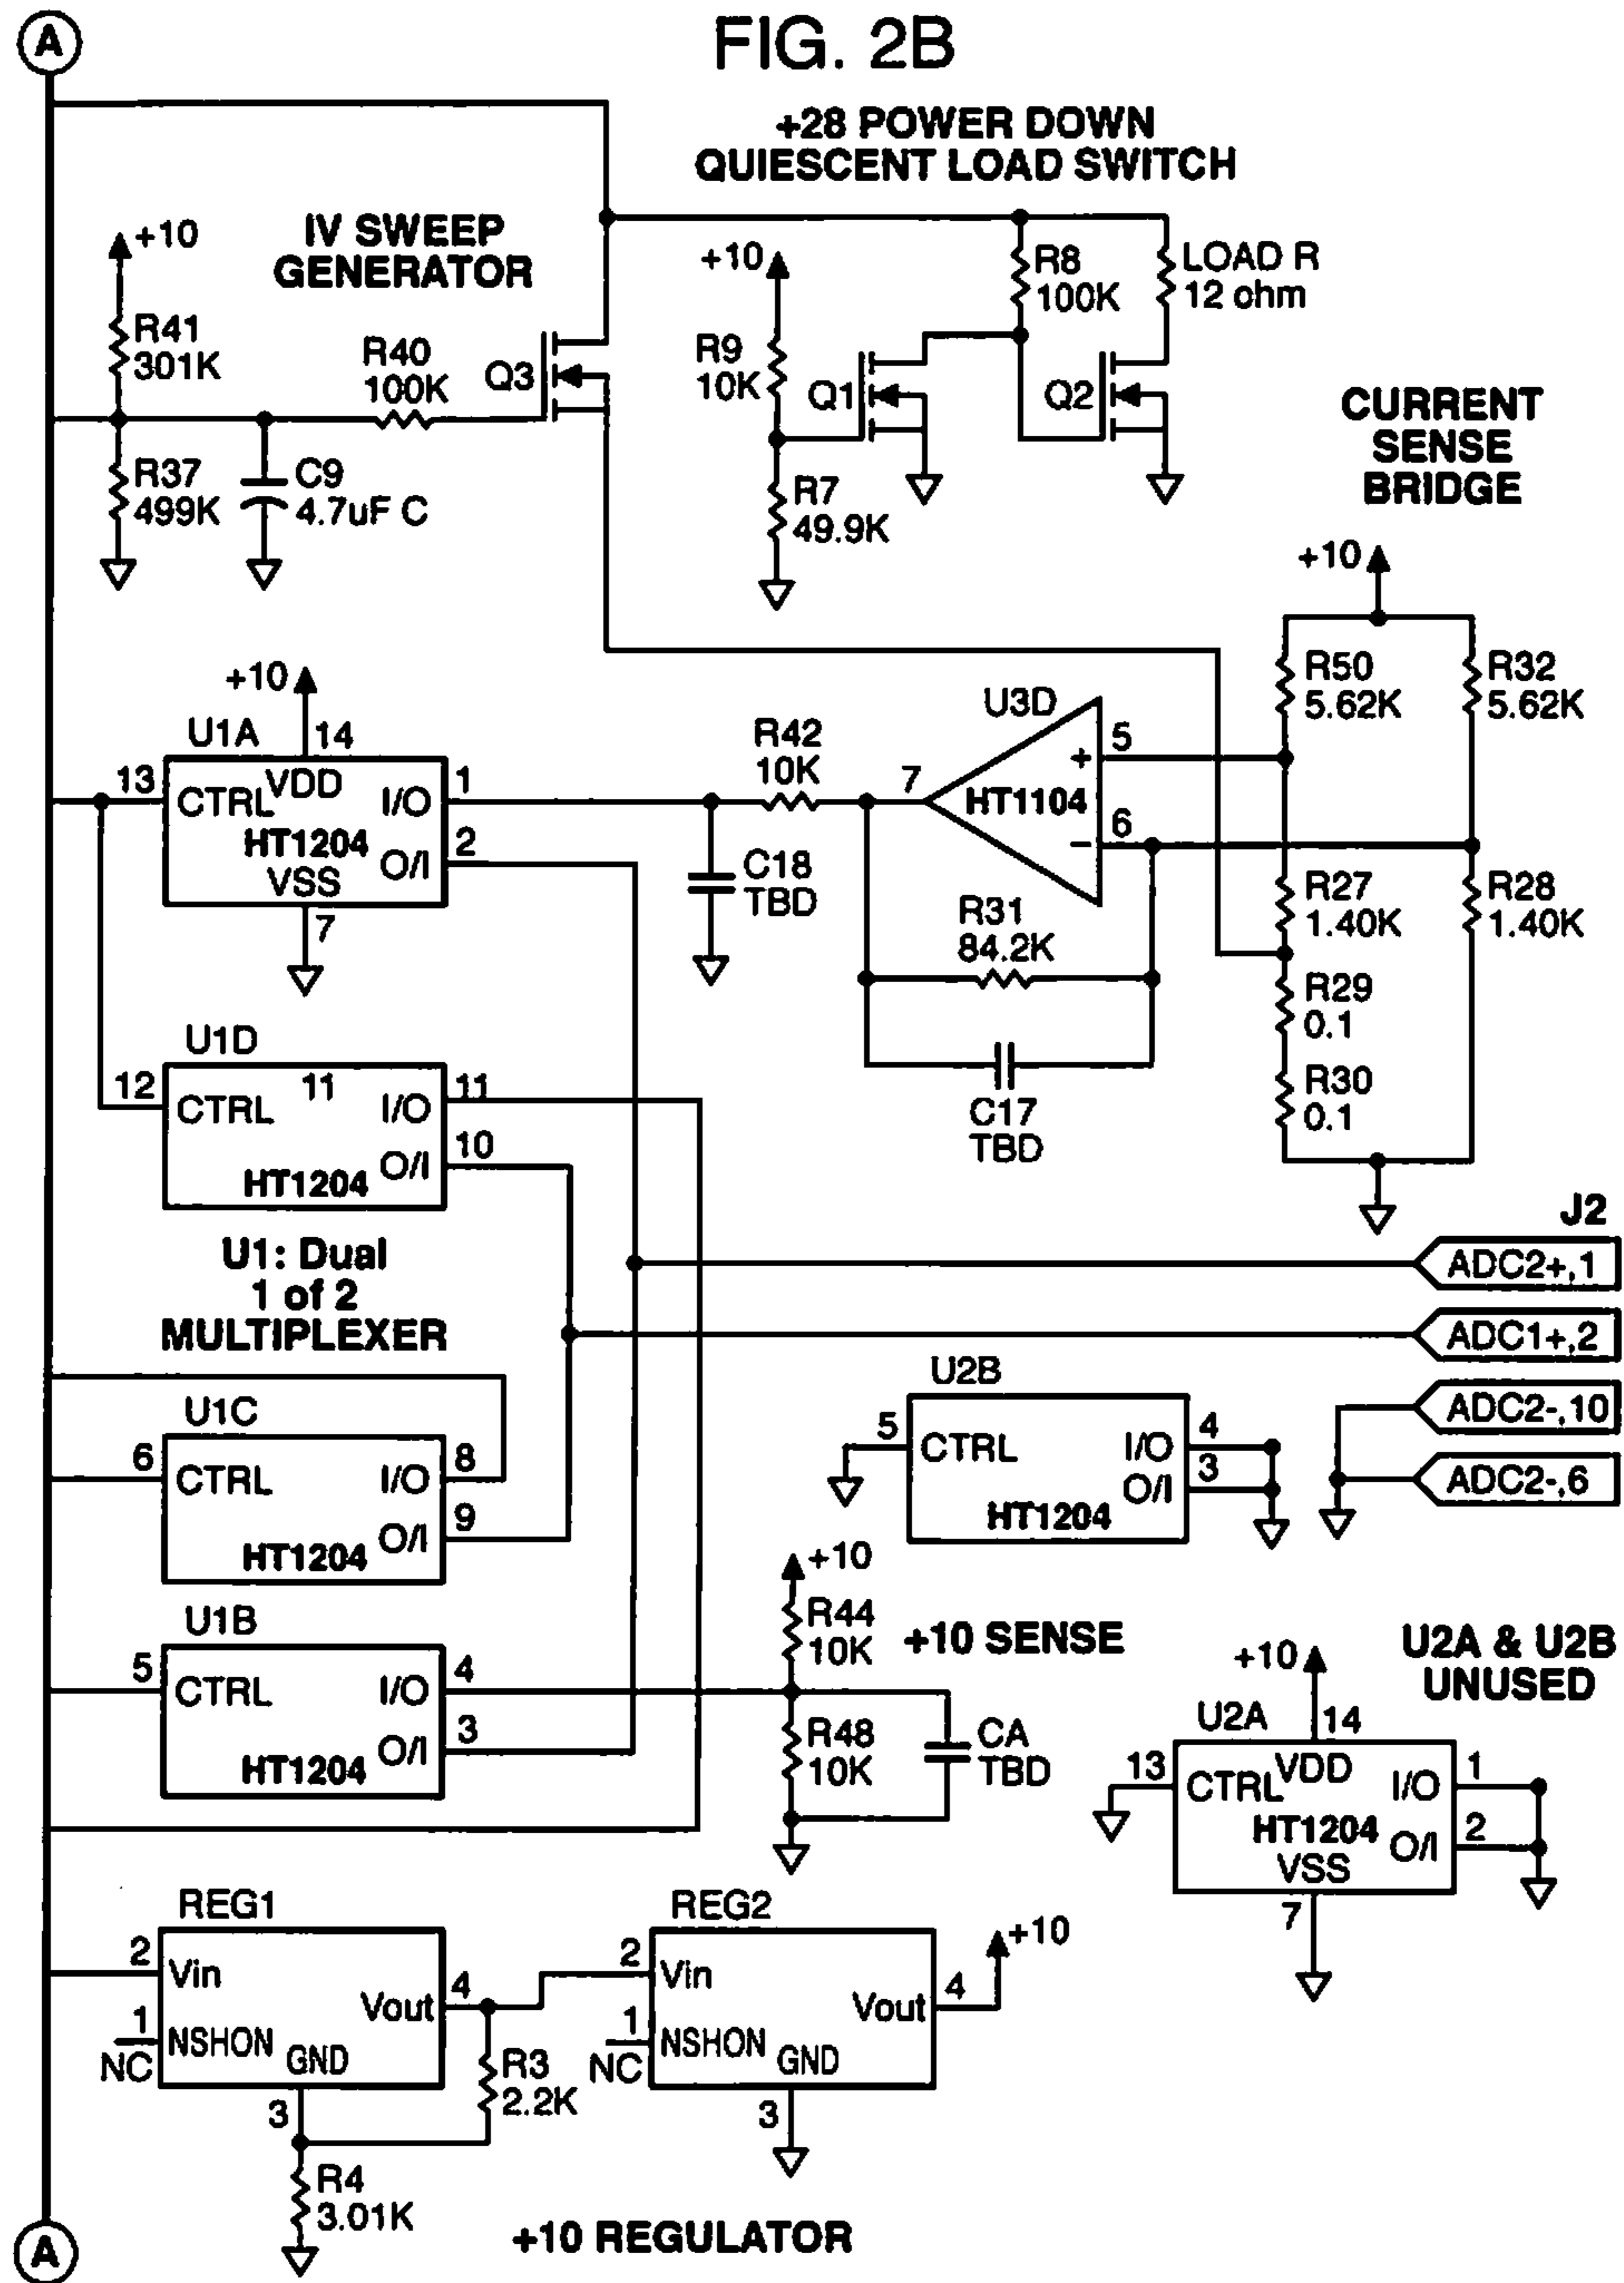 FIG. 2B
A
+28 POWER DOWN
QUIESCENT LOAD SWITCH
IV SWEEP
GENERATOR
+10
R41
301K
R40
100K
Q3
R37
499K
C9
4.7uF C
+10
R9
10K
Q1
R7
49.9K
R8
100K
LOAD R
12 ohm
Q2
CURRENT
SENSE
BRIDGE
+10
R50
5.62K
R32
5.62K
R27
1.40K
R28
1.40K
R29
0.1
R30
0.1
+10
U1A
14
13
CTRL
VDD
I/O
1
HT1204
VSS
O/I
2
7
R42
10K
C18
TBD
U3D
7
HT1104
+
5
−
6
R31
84.2K
C17
TBD
U1D
12
CTRL
11
I/O
11
O/I
10
HT1204
U1: Dual
1 of 2
MULTIPLEXER
J2
ADC2+,1
ADC1+,2
ADC2-,10
ADC2-,6
U1C
6
CTRL
I/O
8
O/I
9
HT1204
U2B
5
CTRL
I/O
4
O/I
3
HT1204
U1B
5
CTRL
I/O
4
O/I
3
HT1204
+10
R44
10K
+10 SENSE
R48
10K
CA
TBD
U2A & U2B
UNUSED
+10
U2A
14
13
CTRL
VDD
I/O
1
HT1204
VSS
O/I
2
7
REG1
2
Vin
1
NC
NSHON
GND
Vout
4
3
R3
2.2K
R4
3.01K
REG2
2
Vin
1
NC
NSHON
GND
Vout
4
3
+10
+10 REGULATOR
A